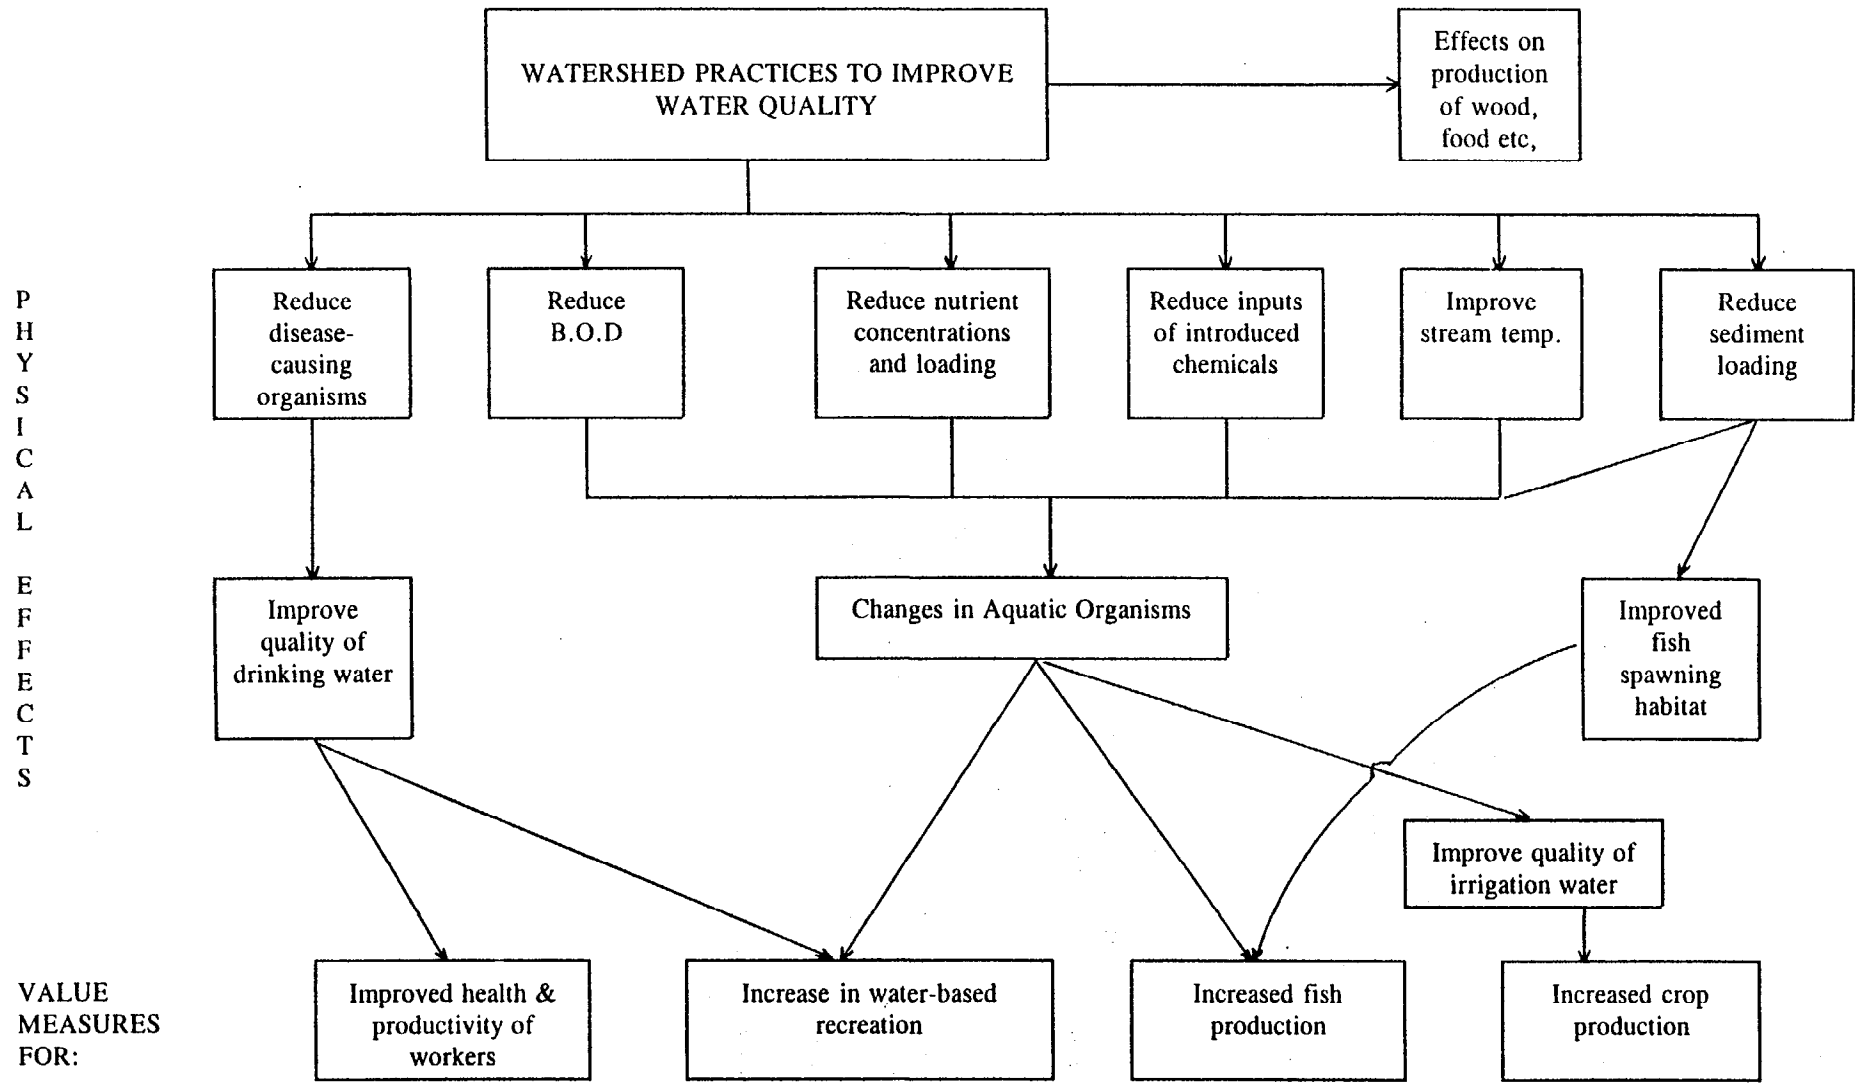 WATERSHED PRACTICES TO IMPROVE
WATER QUALITY
Effects on
production
of wood,
food etc,
PHYSICAL EFFECTS
Reduce
disease-
causing
organisms
Reduce
B.O.D
Reduce nutrient
concentrations
and loading
Reduce inputs
of introduced
chemicals
Improve
stream temp.
Reduce
sediment
loading
Improve
quality of
drinking water
Changes in Aquatic Organisms
Improved
fish
spawning
habitat
Improve quality of
irrigation water
VALUE
MEASURES
FOR:
Improved health &
productivity of
workers
Increase in water-based
recreation
Increased fish
production
Increased crop
production